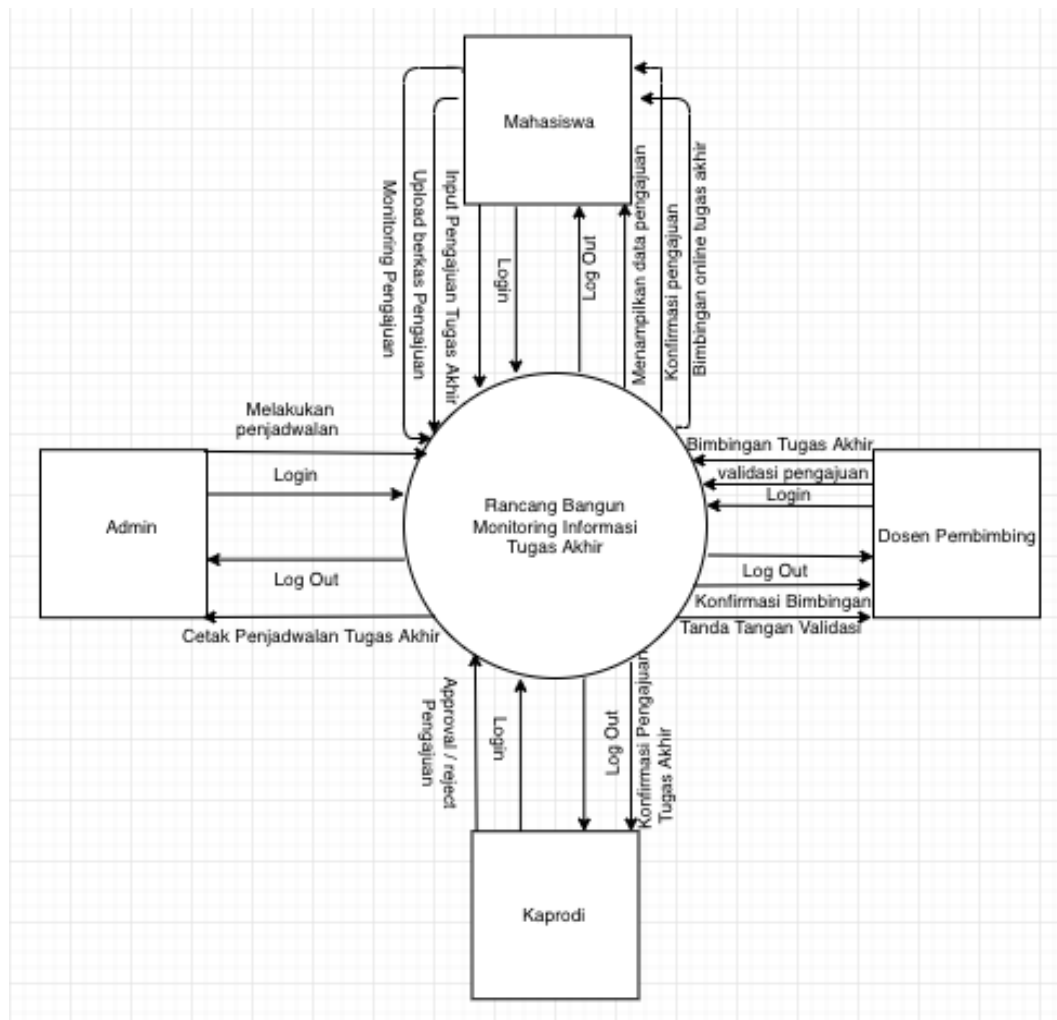 Mahasiswa
Monitoring Pengajuan
Upload berkas Pengajuan
Input Pengajuan Tugas Akhir
Login
Log Out
Menampilkan data pengajuan
Konfirmasi pengajuan
Bimbingan online tugas akhir
Melakukan
penjadwalan
Login
Admin
Log Out
Cetak Penjadwalan Tugas Akhir
Rancang Bangun
Monitoring Informasi
Tugas Akhir
Bimbingan Tugas Akhir
validasi pengajuan
Login
Dosen Pembimbing
Log Out
Konfirmasi Bimbingan
Tanda Tangan Validasi
Approval / reject
Pengajuan
Login
Log Out
Konfirmasi Pengajuan
Tugas Akhir
Kaprodi